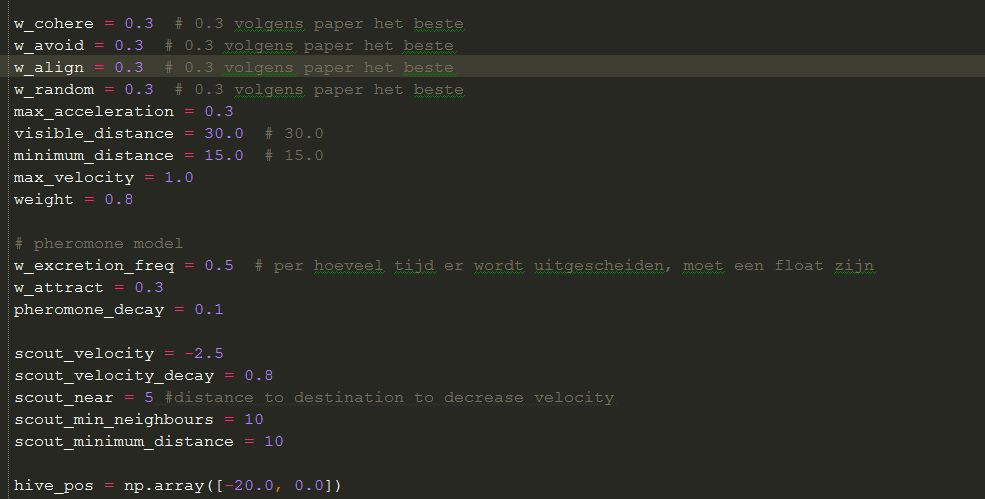 w_cohere = 0.3  # 0.3 volgens paper het beste
w_avoid = 0.3  # 0.3 volgens paper het beste
w_align = 0.3  # 0.3 volgens paper het beste
w_random = 0.3  # 0.3 volgens paper het beste
max_acceleration = 0.3
visible_distance = 30.0  # 30.0
minimum_distance = 15.0  # 15.0
max_velocity = 1.0
weight = 0.8
# pheromone model
w_excretion_freq = 0.5  # per hoeveel tijd er wordt uitgescheiden, moet een float zijn
w_attract = 0.3
pheromone_decay = 0.1
scout_velocity = -2.5
scout_velocity_decay = 0.8
scout_near = 5 #distance to destination to decrease velocity
scout_min_neighbours = 10
scout_minimum_distance = 10
hive_pos = np.array([-20.0, 0.0])